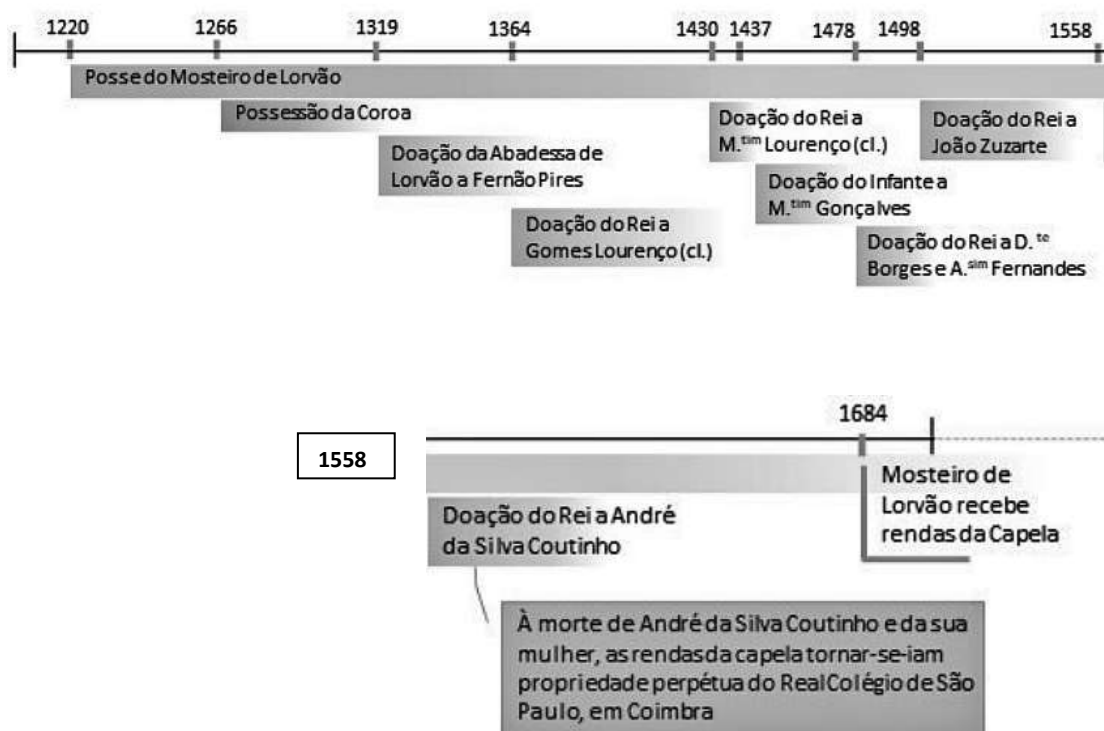 1220 1266 1319 1364 1430 1437 1478 1498 1558
Posse do Mosteiro de Lorvão
Possessão da Coroa
Doação da Abadessa de
Lorvão a Fernão Pires
Doação do Rei a
Gomes Lourenço (cl.)
Doação do Rei a
M.tim Lourenço (cl.)
Doação do Infante a
M.tim Gonçalves
Doação do Rei a D. te
Borges e A.sim Fernandes
Doação do Rei a
João Zuzarte
1558
1684
Doação do Rei a André
da Silva Coutinho
Mosteiro de
Lorvão recebe
rendas da Capela
À morte de André da Silva Coutinho e da sua
mulher, as rendas da capela tornar-se-iam
propriedade perpétua do Real Colégio de São
Paulo, em Coimbra